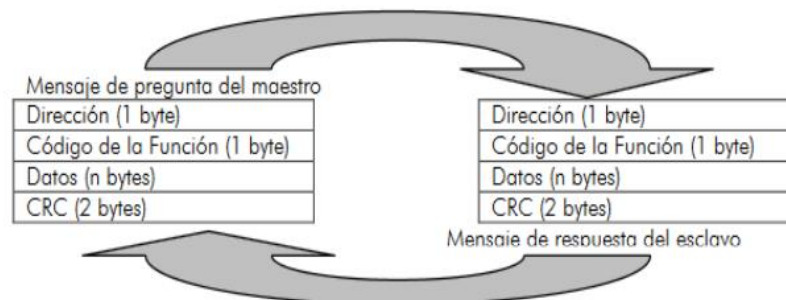 Mensaje de pregunta del maestro
Dirección (1 byte)
Código de la Función (1 byte)
Datos (n bytes)
CRC (2 bytes)
Dirección (1 byte)
Código de la Función (1 byte)
Datos (n bytes)
CRC (2 bytes)
Mensaje de respuesta del esclavo